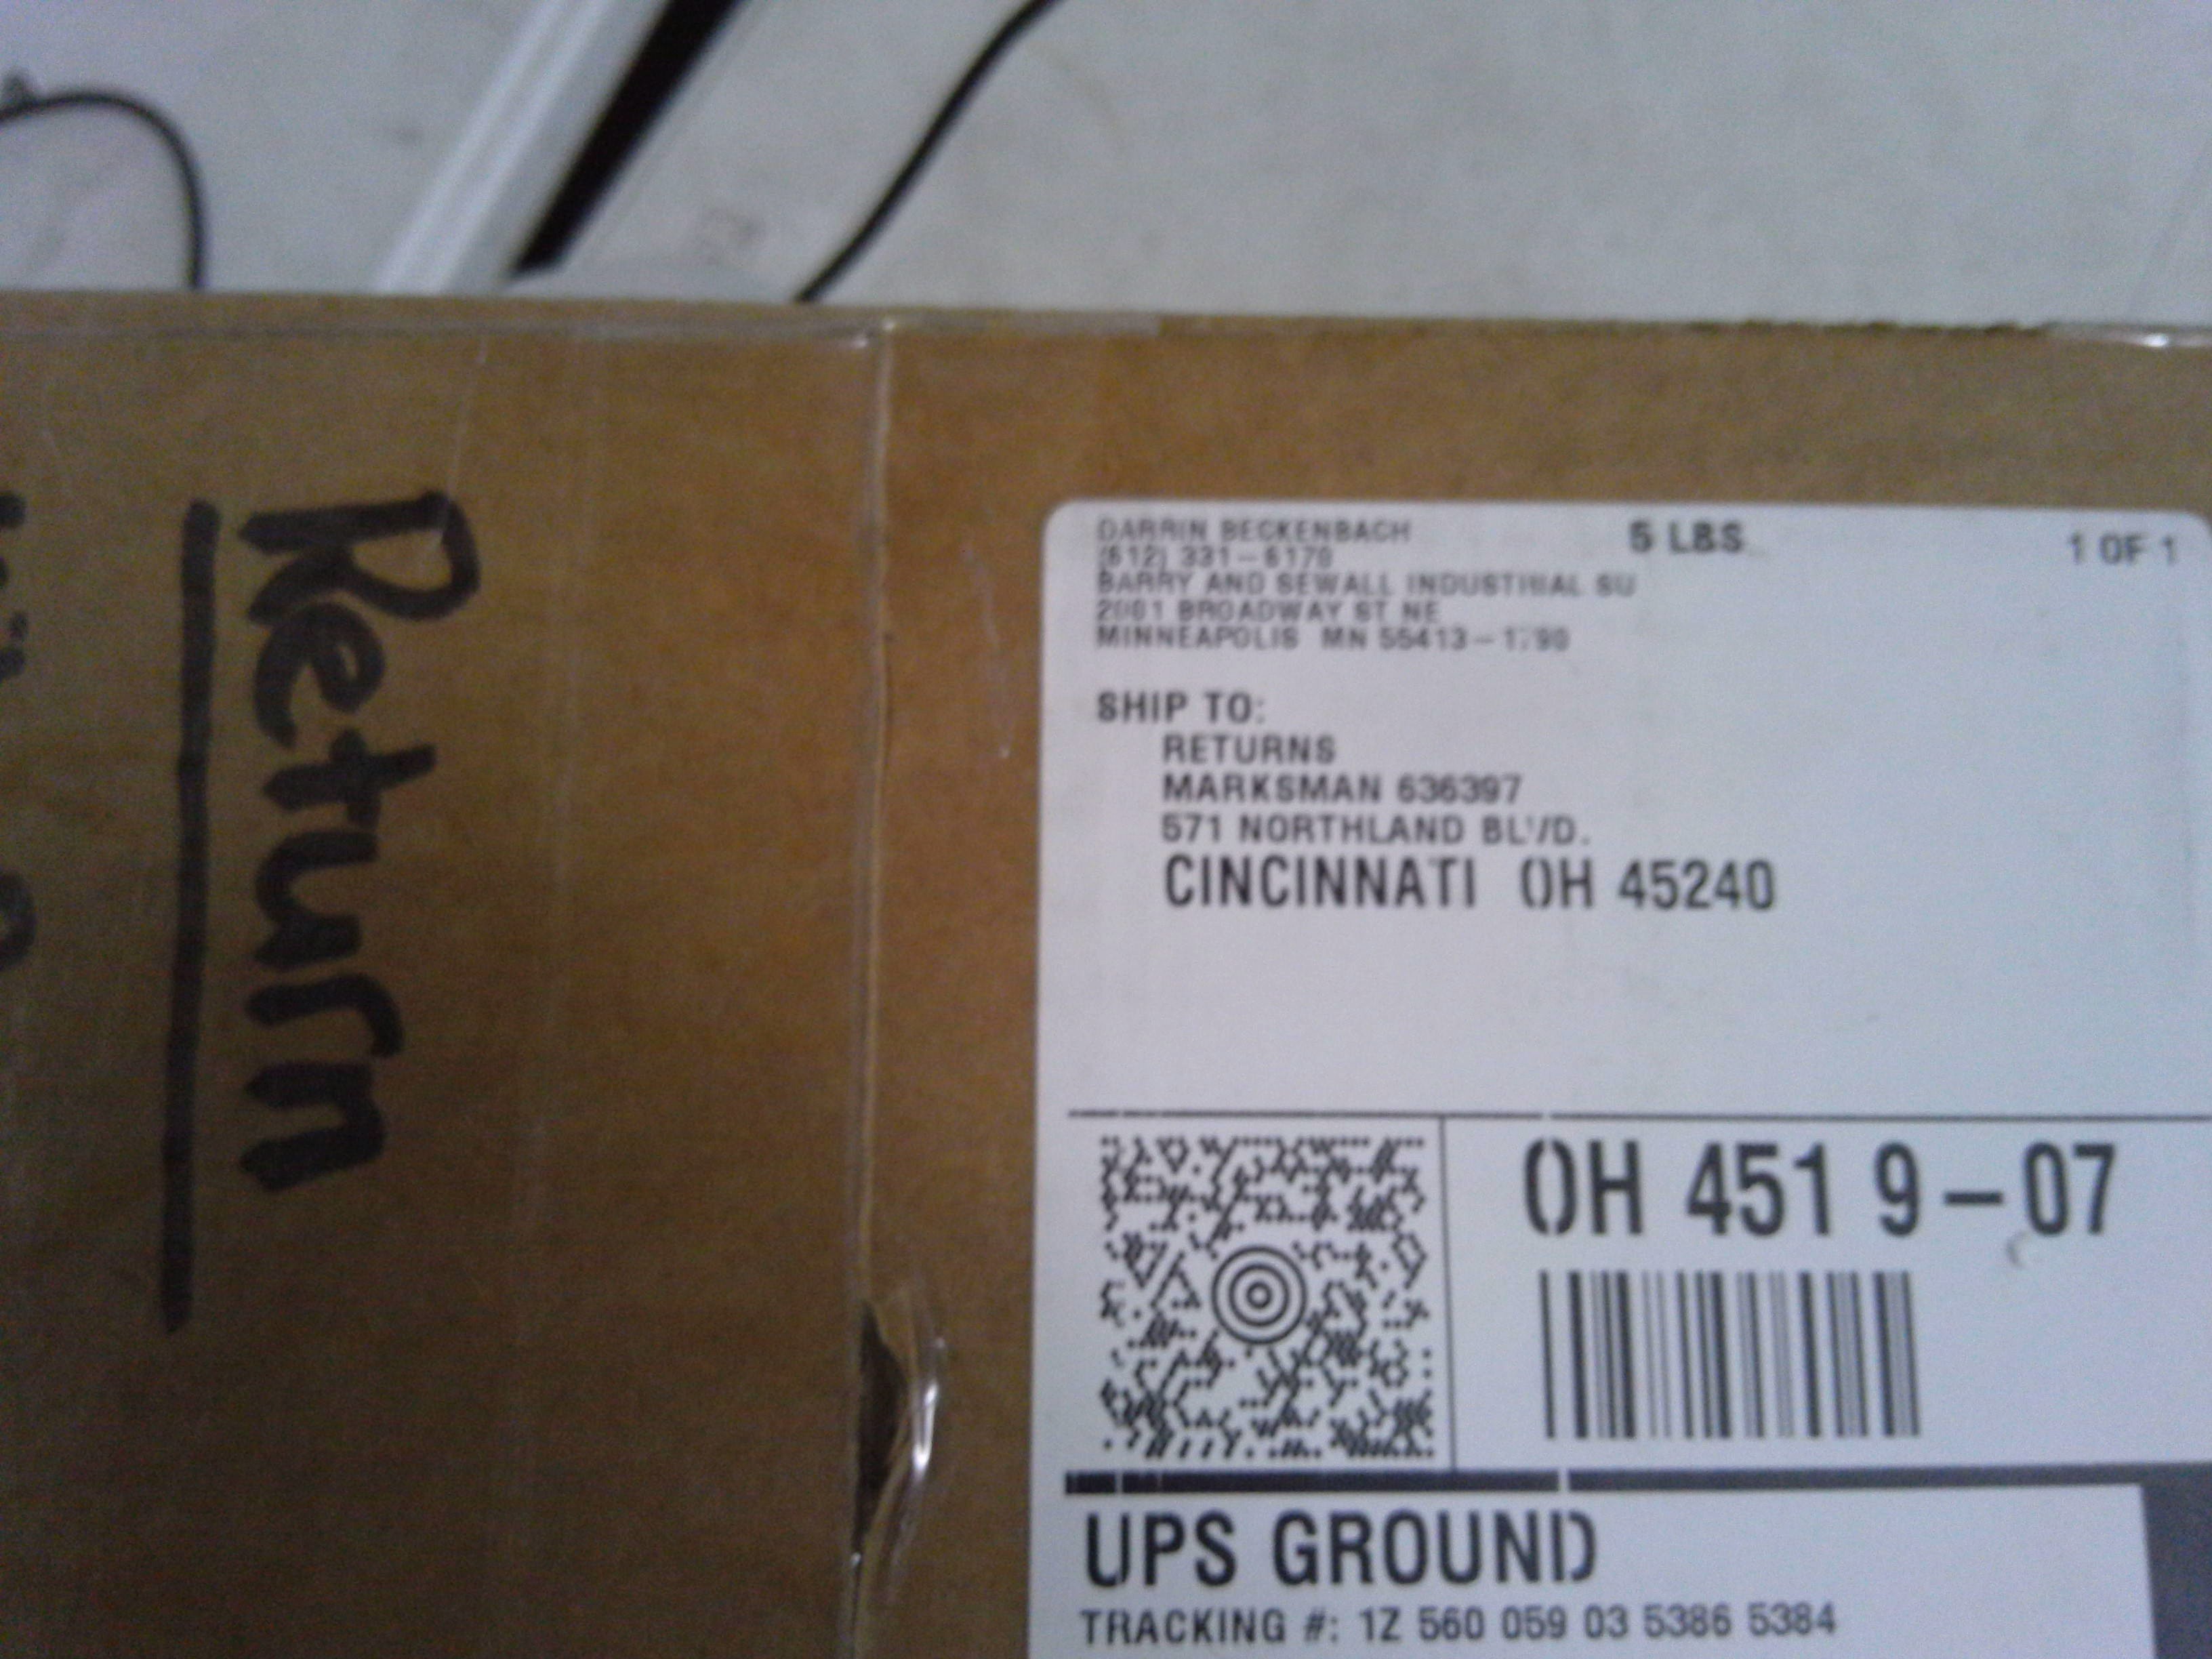 Return
DARRIN BECKENBACH
5 LBS
1 OF 1
(612) 331-6170
BARRY AND SEWALL INDUSTRIAL SU
2001 BROADWAY ST NE
MINNEAPOLIS MN
SHIP TO:
RETURNS
MARKSMAN 636397
571 NORTHLAND BLVD.
CINCINNATI OH 45240
OH 451 9-07
UPS GROUND
TRACKING #: 1Z 560 059 03 5386 5384